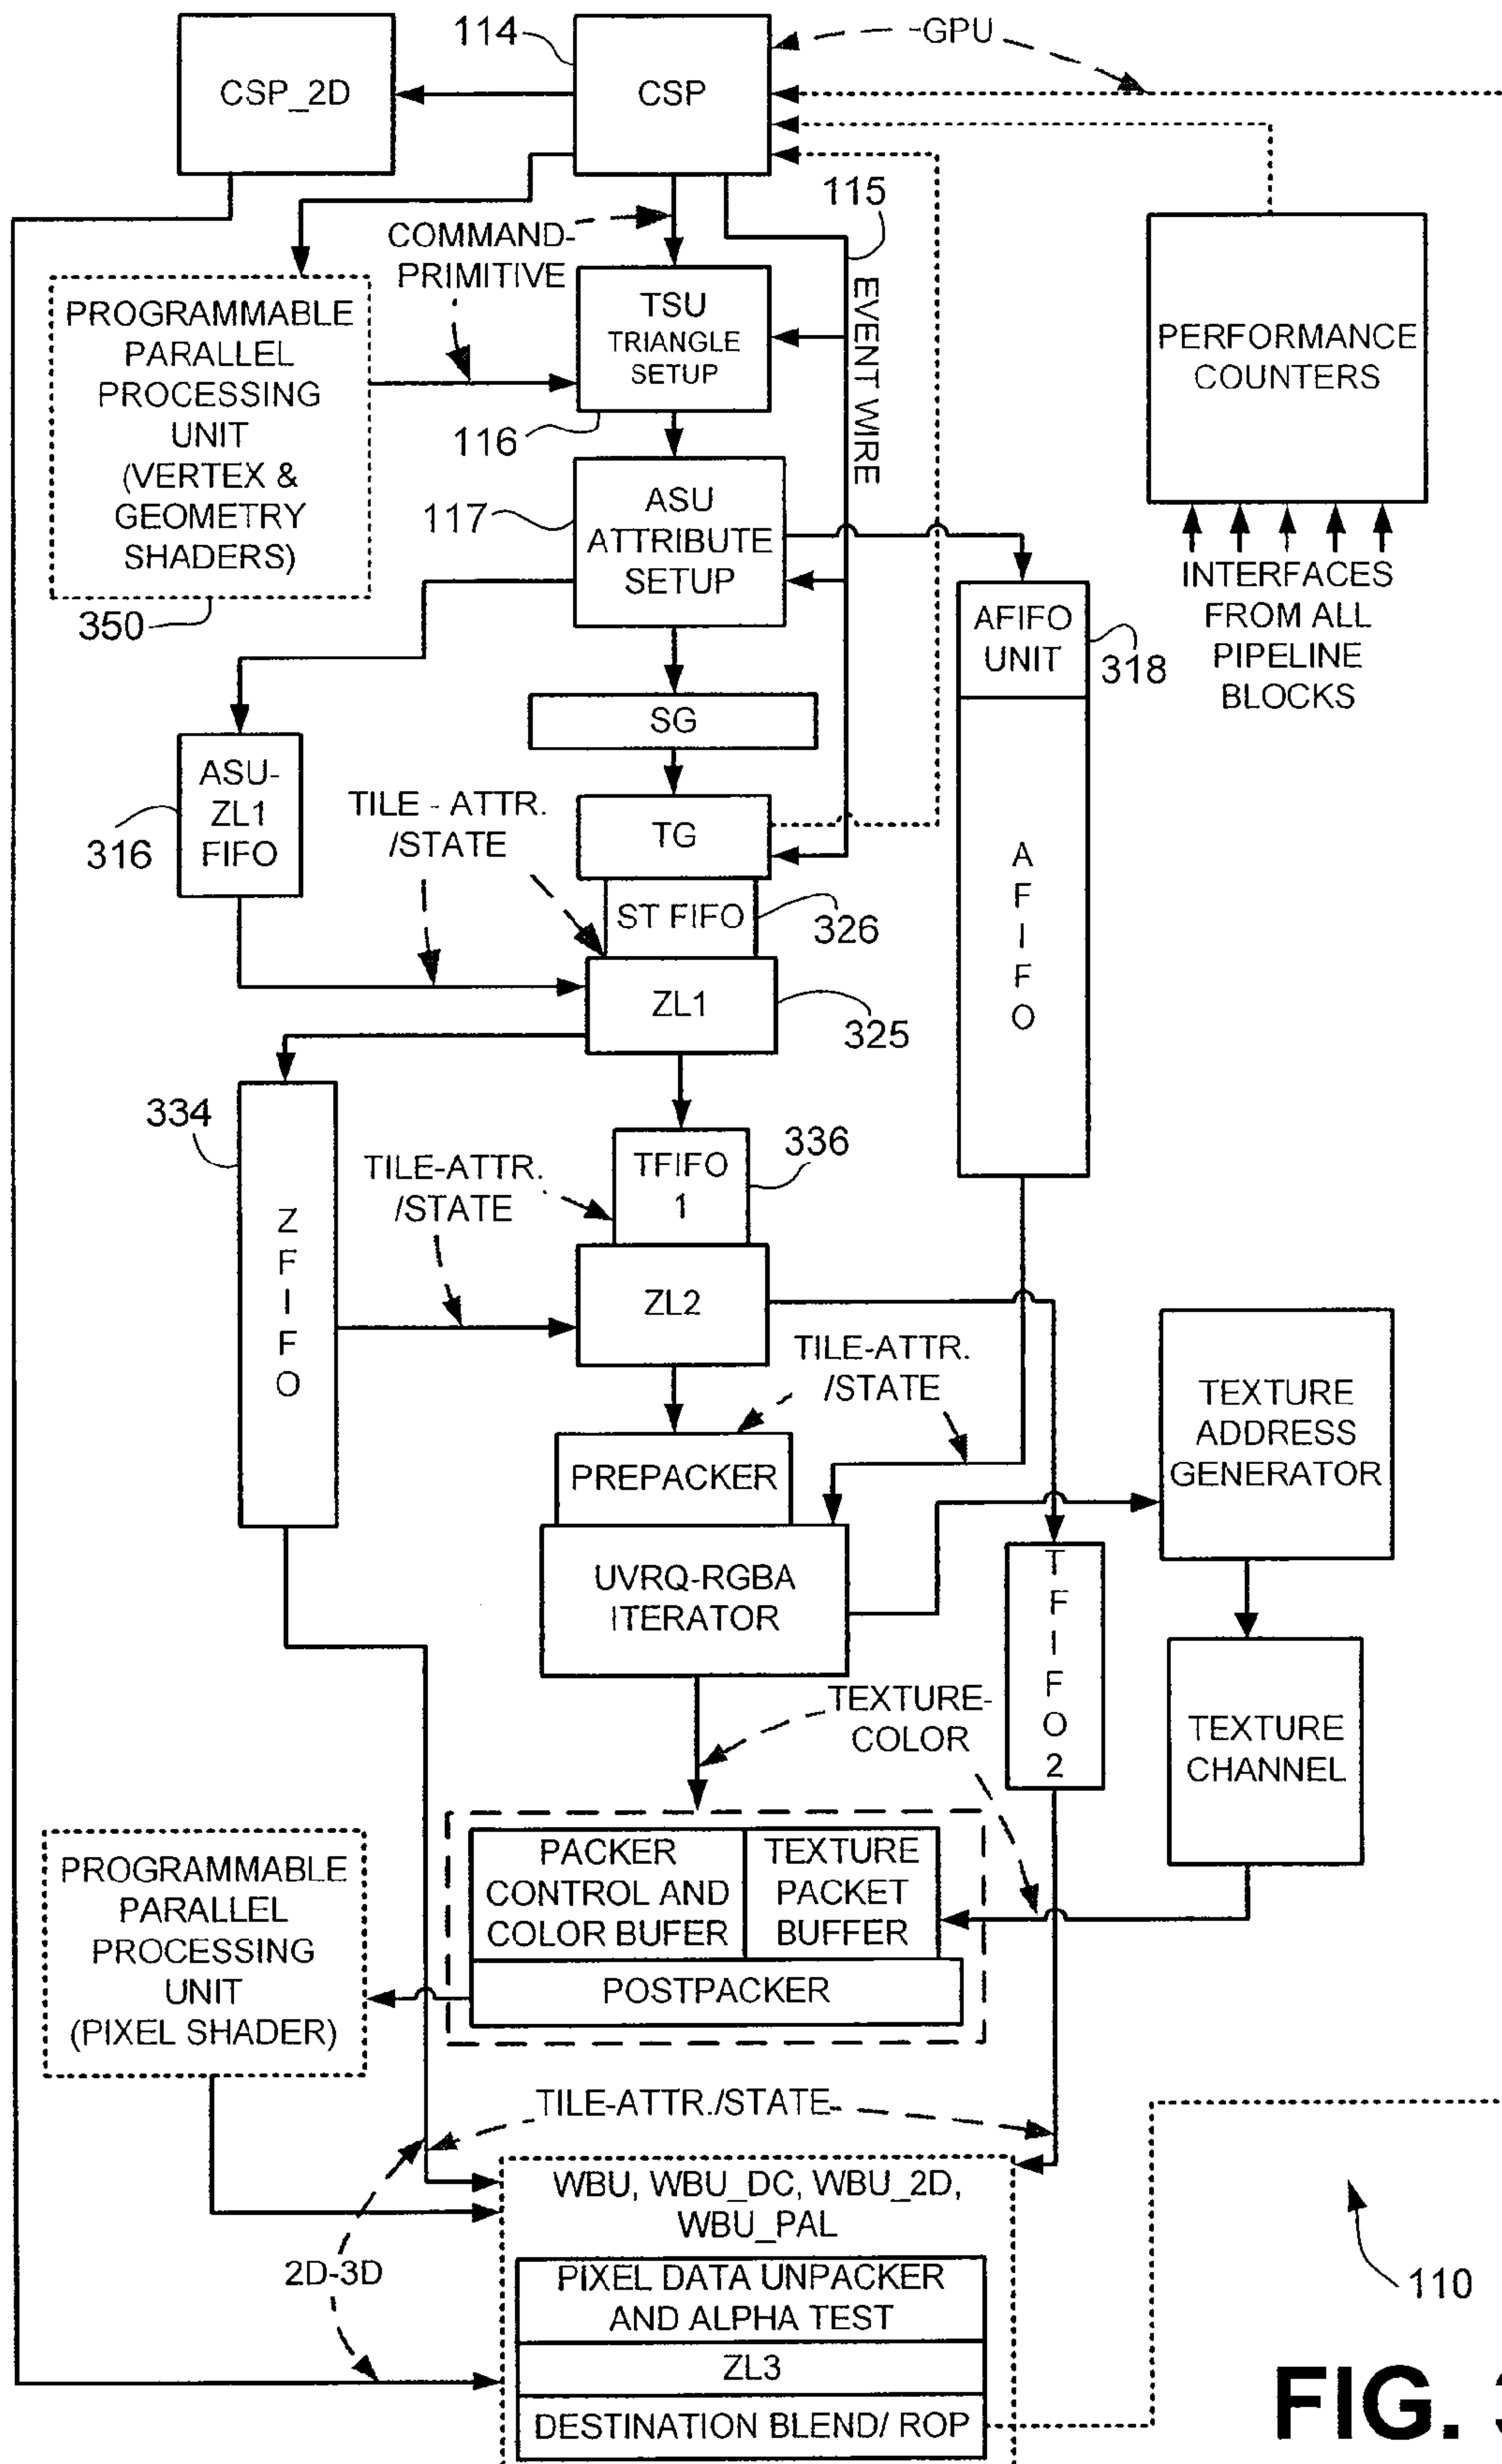 114
GPU
CSP_2D
CSP
115
COMMAND-
PRIMITIVE
EVENT WIRE
PROGRAMMABLE
PARALLEL
PROCESSING
UNIT
(VERTEX &
GEOMETRY
SHADERS)
350
TSU
TRIANGLE
SETUP
116
PERFORMANCE
COUNTERS
INTERFACES
FROM ALL
PIPELINE
BLOCKS
117
ASU
ATTRIBUTE
SETUP
AFIFO
UNIT
318
AFIFO
SG
ASU-
ZL1
FIFO
316
TILE - ATTR.
/STATE
TG
ST FIFO
326
ZL1
325
334
ZFIFO
TILE-ATTR.
/STATE
TFIFO
1
336
ZL2
TILE-ATTR.
/STATE
TEXTURE
ADDRESS
GENERATOR
PREPACKER
UVRQ-RGBA
ITERATOR
TFIFO2
TEXTURE-
COLOR
TEXTURE
CHANNEL
PROGRAMMABLE
PARALLEL
PROCESSING
UNIT
(PIXEL SHADER)
PACKER
CONTROL AND
COLOR BUFER
TEXTURE
PACKET
BUFFER
POSTPACKER
TILE-ATTR./STATE
2D-3D
WBU, WBU_DC, WBU_2D,
WBU_PAL
PIXEL DATA UNPACKER
AND ALPHA TEST
ZL3
DESTINATION BLEND/ ROP
110
FIG. 3